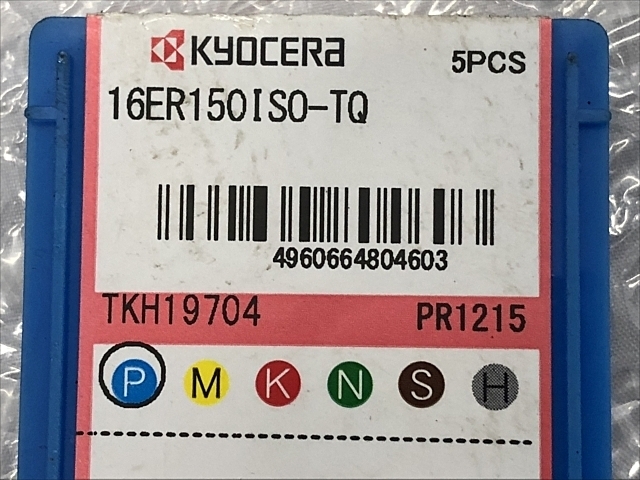 KYOCERA
5PCS
16ER150ISO-TQ
4960664804603
TKH19704
PR1215
P M K N S H